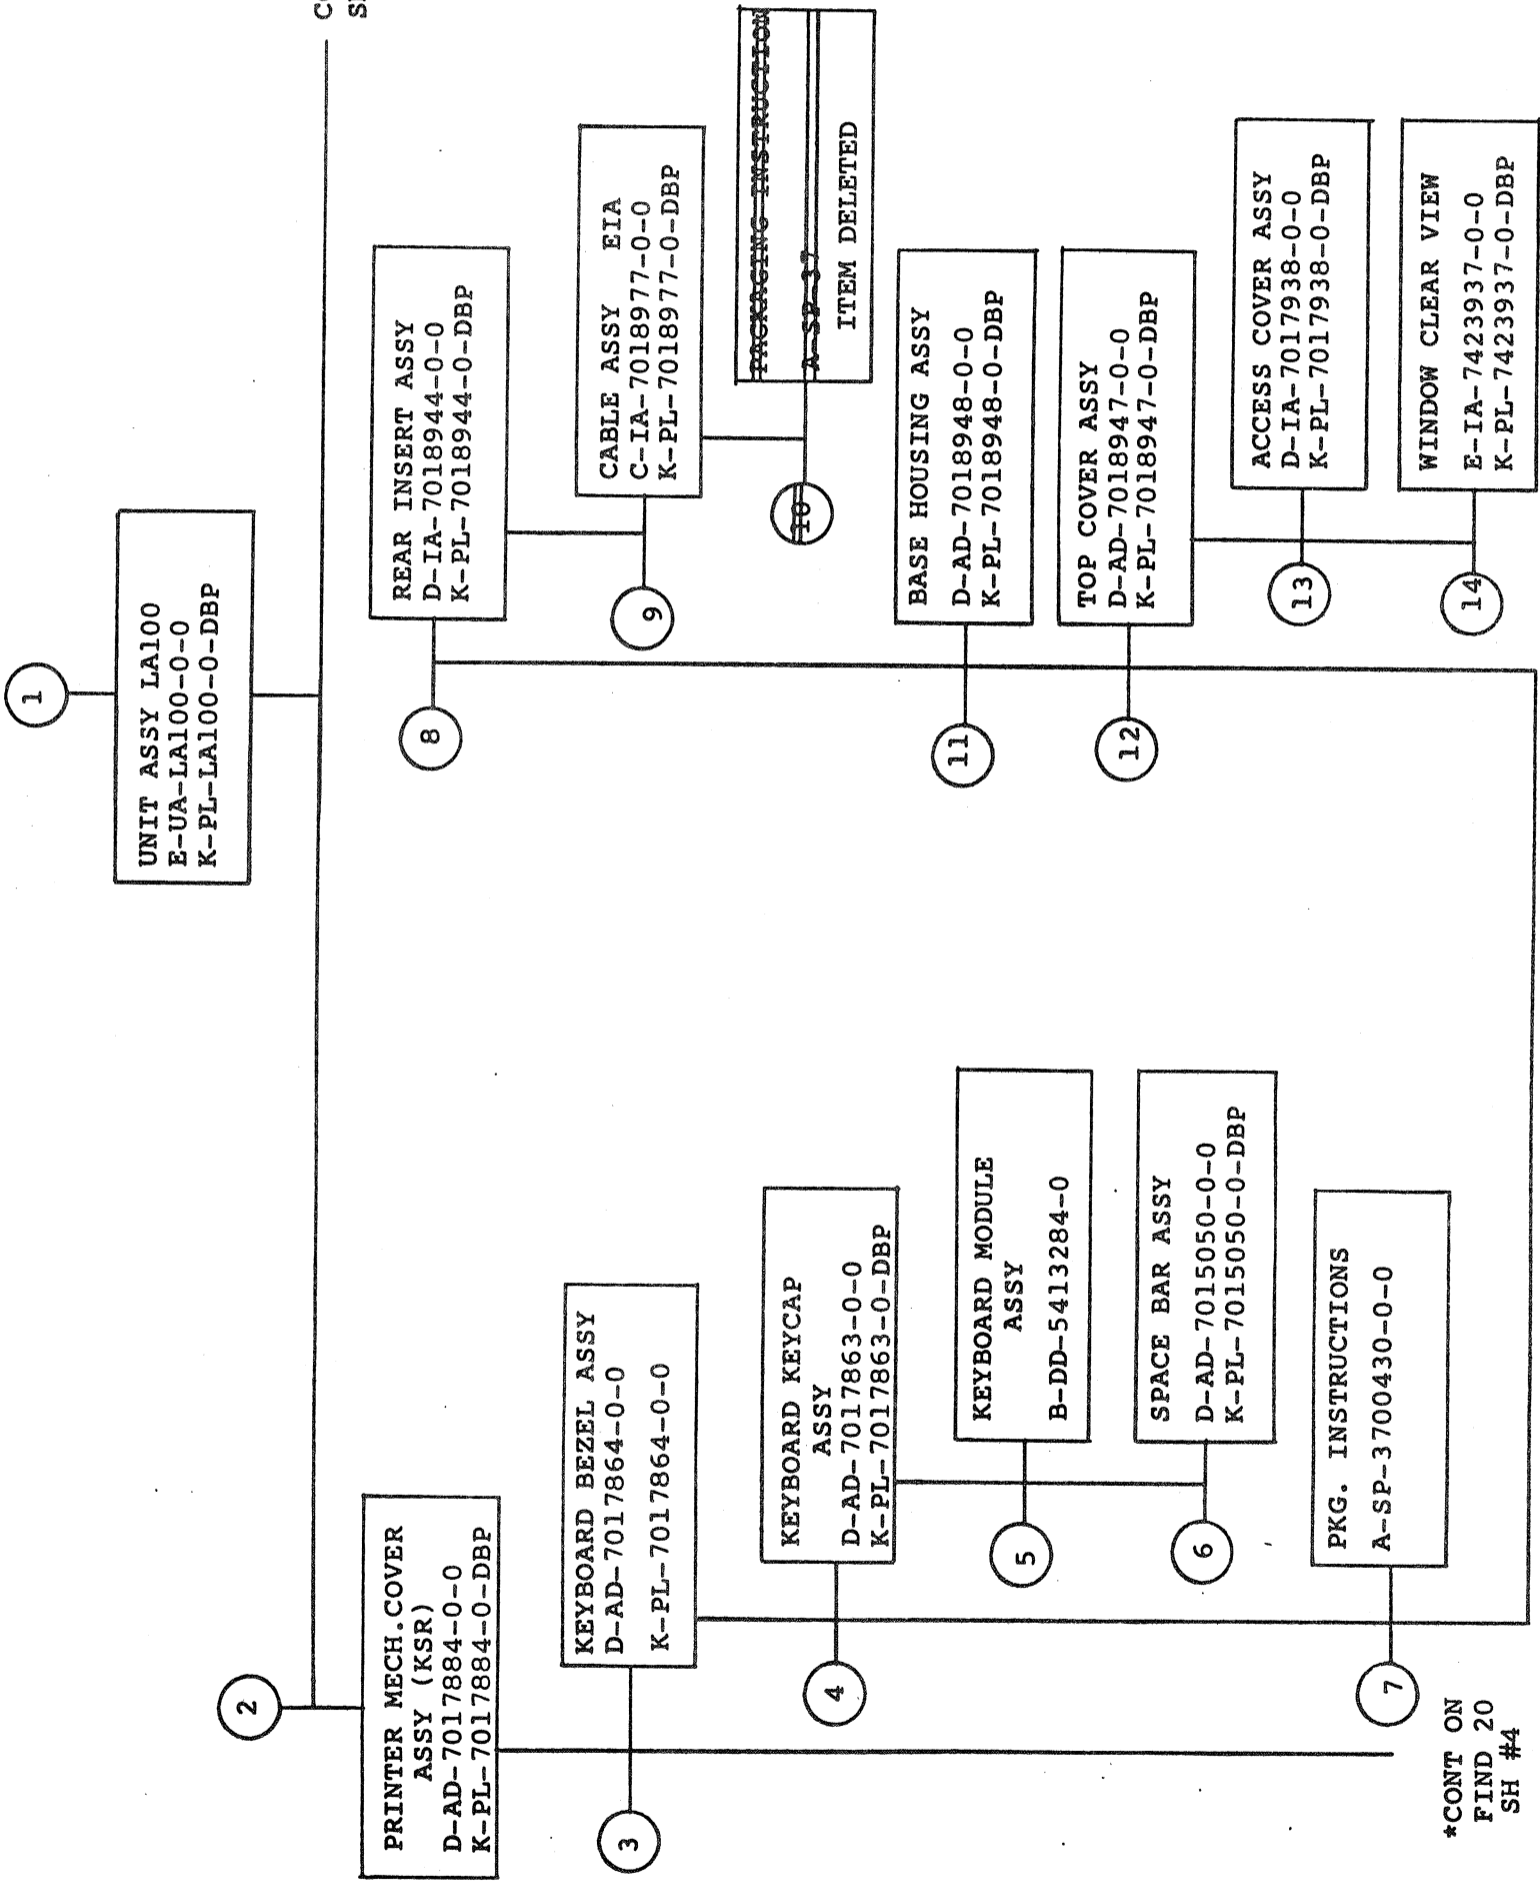 1
UNIT ASSY LA100
E-UA-LA100-0-0
K-PL-LA100-0-DBP
2
PRINTER MECH.COVER
ASSY (KSR)
D-AD-7017884-0-0
K-PL-7017884-0-DBP
3
KEYBOARD BEZEL ASSY
D-AD-7017864-0-0
K-PL-7017864-0-0
4
KEYBOARD KEYCAP
ASSY
D-AD-7017863-0-0
K-PL-7017863-0-DBP
5
KEYBOARD MODULE
ASSY
B-DD-5413284-0
6
SPACE BAR ASSY
D-AD-7015050-0-0
K-PL-7015050-0-DBP
7
PKG. INSTRUCTIONS
A-SP-3700430-0-0
*CONT ON
FIND 20
SH #4
8
REAR INSERT ASSY
D-IA-7018944-0-0
K-PL-7018944-0-DBP
9
CABLE ASSY EIA
C-IA-7018977-0-0
K-PL-7018977-0-DBP
10
PACKAGING INSTRUCTION
A-SP-37
ITEM DELETED
11
BASE HOUSING ASSY
D-AD-7018948-0-0
K-PL-7018948-0-DBP
12
TOP COVER ASSY
D-AD-7018947-0-0
K-PL-7018947-0-DBP
13
ACCESS COVER ASSY
D-IA-7017938-0-0
K-PL-7017938-0-DBP
14
WINDOW CLEAR VIEW
E-IA-7423937-0-0
K-PL-7423937-0-DBP